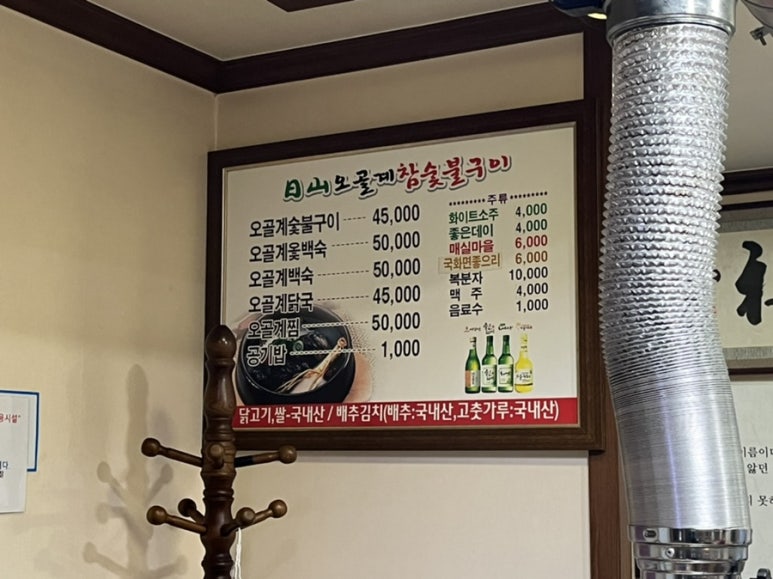 日山오골계참숯불구이
오골계숯불구이 ----- 45,000
오골계옻백숙 ------ 50,000
오골계백숙 -------- 50,000
오골계닭국 -------- 45,000
오골계찜 ---------- 50,000
공기밥 ------------ 1,000
주류
화이트소주 4,000
좋은데이 4,000
매실마을 6,000
국화면좋으리 6,000
복분자 10,000
맥 주 4,000
음료수 1,000
닭고기,쌀-국내산 / 배추김치(배추:국내산,고춧가루:국내산)